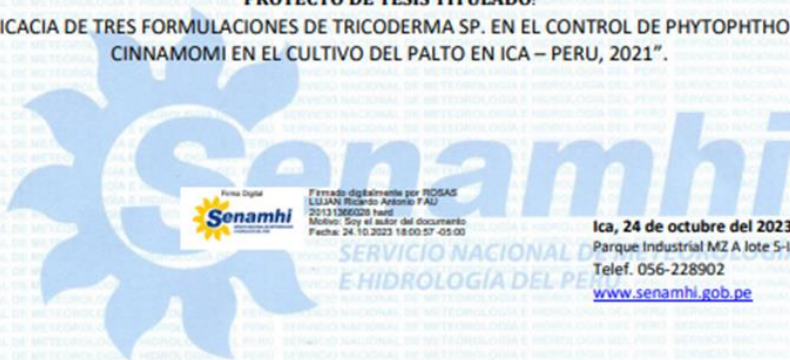 PROYECTO DE TESIS TITULADO:
ICACIA DE TRES FORMULACIONES DE TRICODERMA SP. EN EL CONTROL DE PHYTOPHTHO
CINNAMOMI EN EL CULTIVO DEL PALTO EN ICA – PERU, 2021”.
Senamhi
SERVICIO NACIONAL DE METEOROLOGÍA
E HIDROLOGÍA DEL PERÚ
Firma Digital
Senamhi
Firmado digitalmente por ROSAS
LUJAN Ricardo Antonio FAU
20131366028 hard
Motivo: Soy el autor del documento
Fecha: 24.10.2023 18:00:57 -05:00
Ica, 24 de octubre del 2023
Parque Industrial MZ A lote 5-I
Telef. 056-228902
www.senamhi.gob.pe